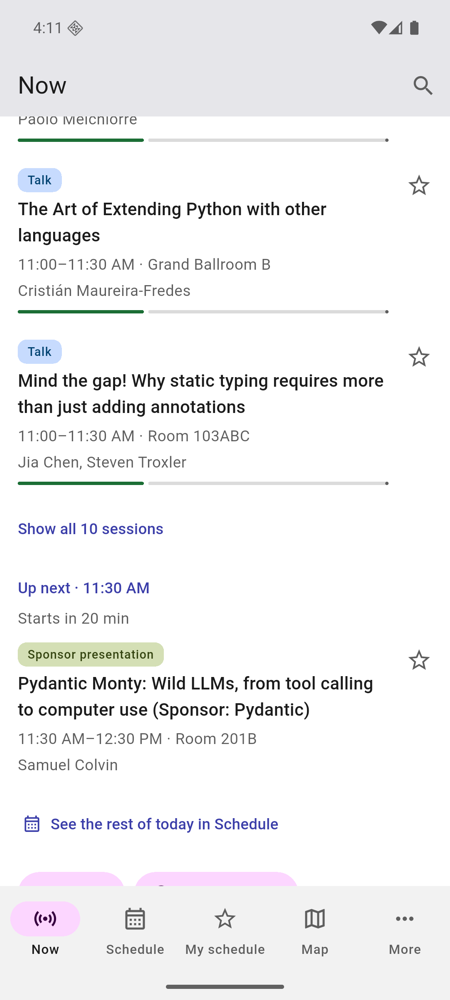 4:11
Now
Paolo Melchiorre
Talk
The Art of Extending Python with other
languages
11:00–11:30 AM · Grand Ballroom B
Cristián Maureira-Fredes
Talk
Mind the gap! Why static typing requires more
than just adding annotations
11:00–11:30 AM · Room 103ABC
Jia Chen, Steven Troxler
Show all 10 sessions
Up next · 11:30 AM
Starts in 20 min
Sponsor presentation
Pydantic Monty: Wild LLMs, from tool calling
to computer use (Sponsor: Pydantic)
11:30 AM–12:30 PM · Room 201B
Samuel Colvin
See the rest of today in Schedule
Now
Schedule
My schedule
Map
More